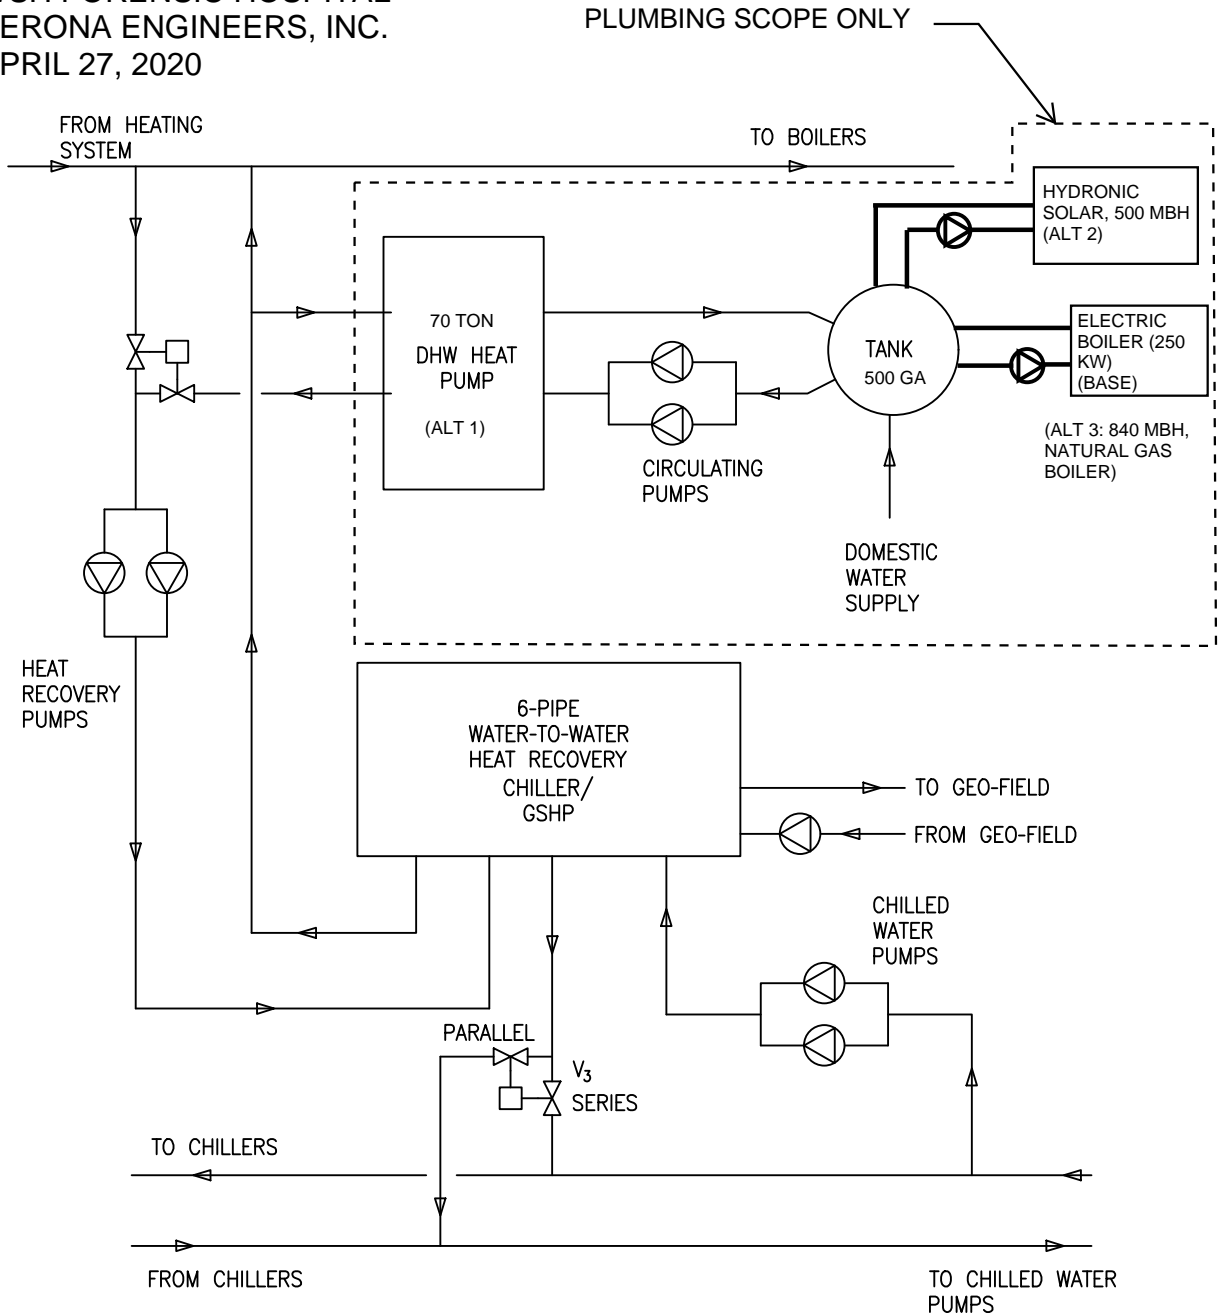 ERONA ENGINEERS, INC.
PRIL 27, 2020
PLUMBING SCOPE ONLY
FROM HEATING
SYSTEM
TO BOILERS
HYDRONIC
SOLAR, 500 MBH
(ALT 2)
70 TON
DHW HEAT
PUMP
(ALT 1)
TANK
500 GA
ELECTRIC
BOILER (250
KW)
(BASE)
(ALT 3: 840 MBH,
NATURAL GAS
BOILER)
CIRCULATING
PUMPS
DOMESTIC
WATER
SUPPLY
HEAT
RECOVERY
PUMPS
6-PIPE
WATER-TO-WATER
HEAT RECOVERY
CHILLER/
GSHP
TO GEO-FIELD
FROM GEO-FIELD
CHILLED
WATER
PUMPS
PARALLEL
V3
SERIES
TO CHILLERS
FROM CHILLERS
TO CHILLED WATER
PUMPS